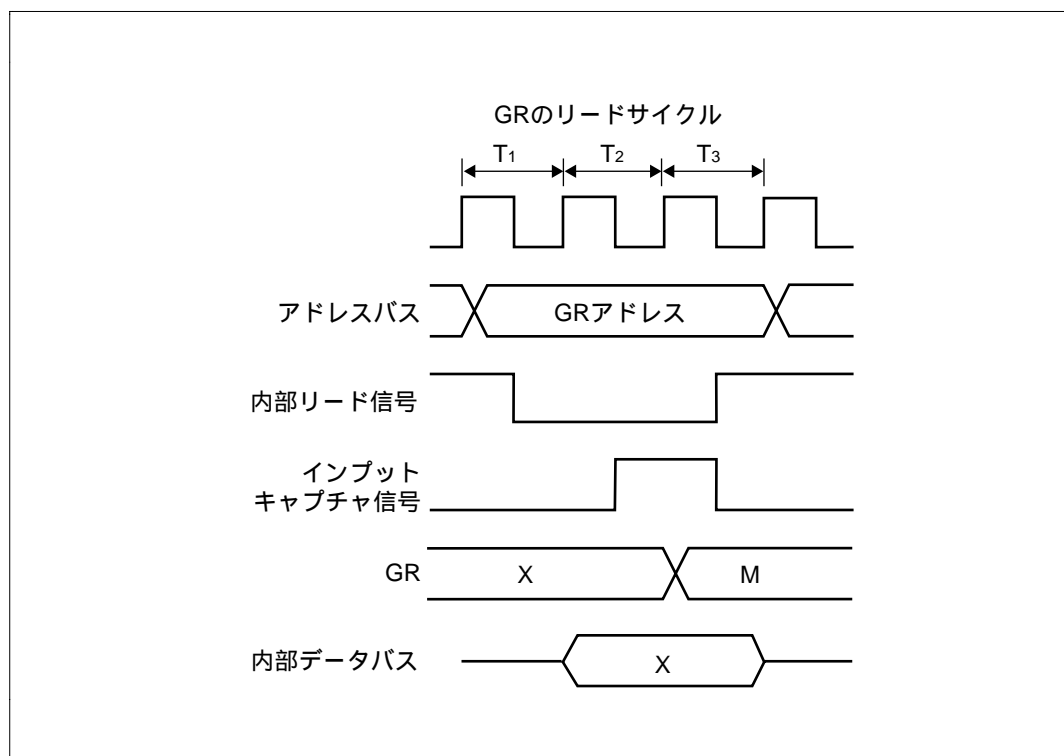 GRのリードサイクル
T1 T2 T3
アドレスバス GRアドレス
内部リード信号
インプット
キャプチャ信号
GR X M
内部データバス X